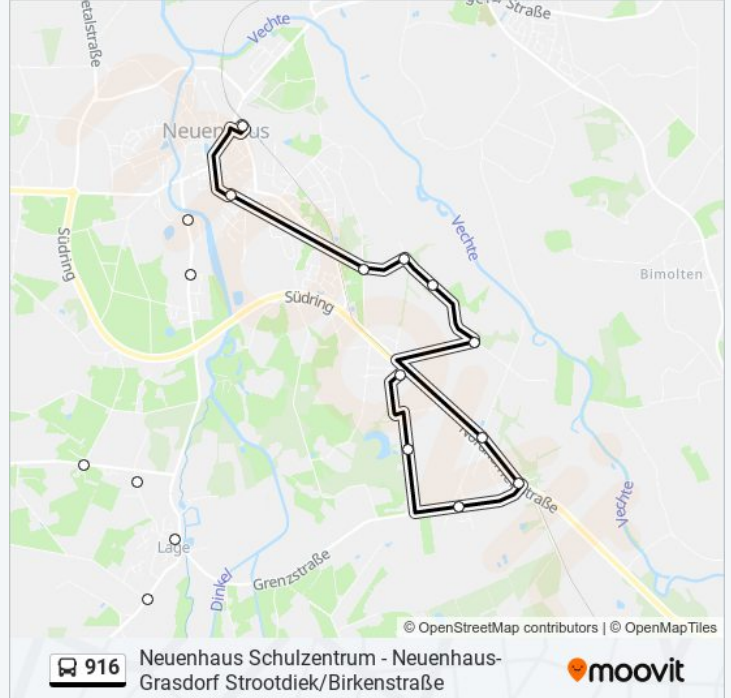 etalstraße
Vechte
Straße
Neuenhaus
Vechte
Südring
Bimolten
Südring
Vechte
Lage
Grenzstraße
Dinkel
© OpenStreetMap contributors | © OpenMapTiles
916
Neuenhaus Schulzentrum - Neuenhaus-
Grasdorf Strootdiek/Birkenstraße
moovit